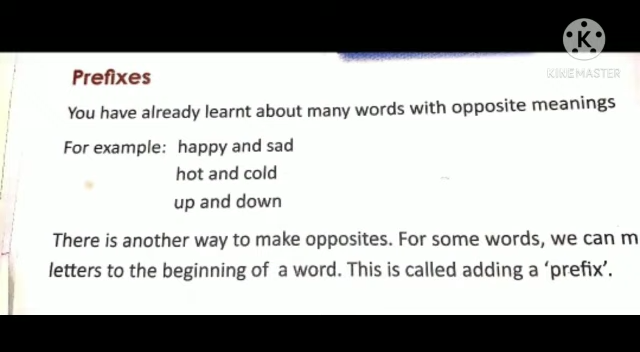 K
KINEMASTER
Prefixes
You have already learnt about many words with opposite meanings
For example: happy and sad
hot and cold
up and down
There is another way to make opposites. For some words, we can m
letters to the beginning of a word. This is called adding a ‘prefix’.